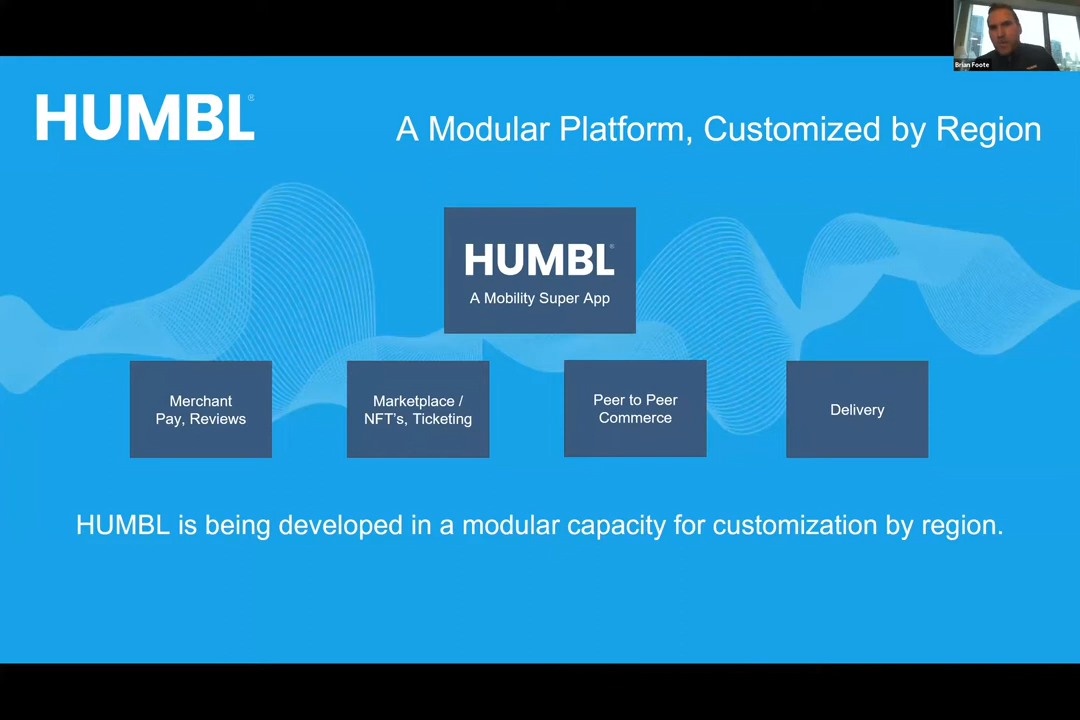 Brian Foote
HUMBL®
A Modular Platform, Customized by Region
HUMBL®
A Mobility Super App
Merchant
Pay, Reviews
Marketplace /
NFT's, Ticketing
Peer to Peer
Commerce
Delivery
HUMBL is being developed in a modular capacity for customization by region.